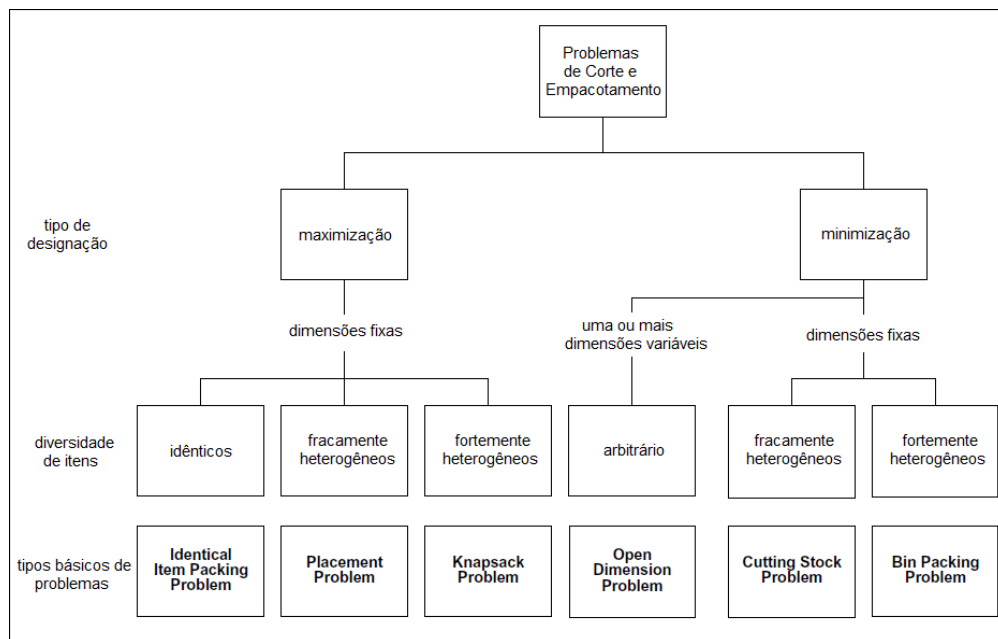 Problemas
de Corte e
Empacotamento
tipo de
designação
maximização
minimização
dimensões fixas
uma ou mais
dimensões variáveis
dimensões fixas
diversidade
de itens
idênticos
fracamente
heterogêneos
fortemente
heterogêneos
arbitrário
fracamente
heterogêneos
fortemente
heterogêneos
tipos básicos de
problemas
Identical
Item Packing
Problem
Placement
Problem
Knapsack
Problem
Open
Dimension
Problem
Cutting Stock
Problem
Bin Packing
Problem